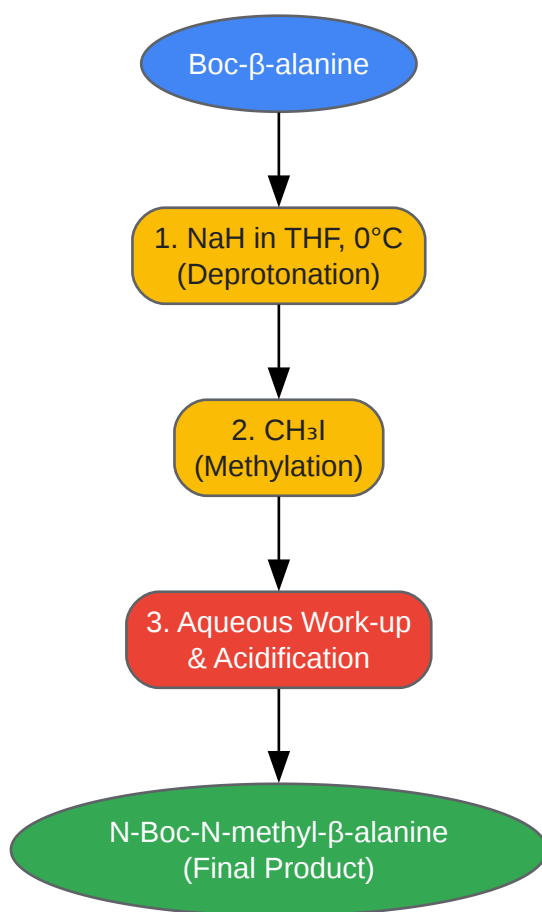 Boc-β-alanine
1. NaH in THF, 0°C
(Deprotonation)
2. CH₃I
(Methylation)
3. Aqueous Work-up
& Acidification
N-Boc-N-methyl-β-alanine
(Final Product)